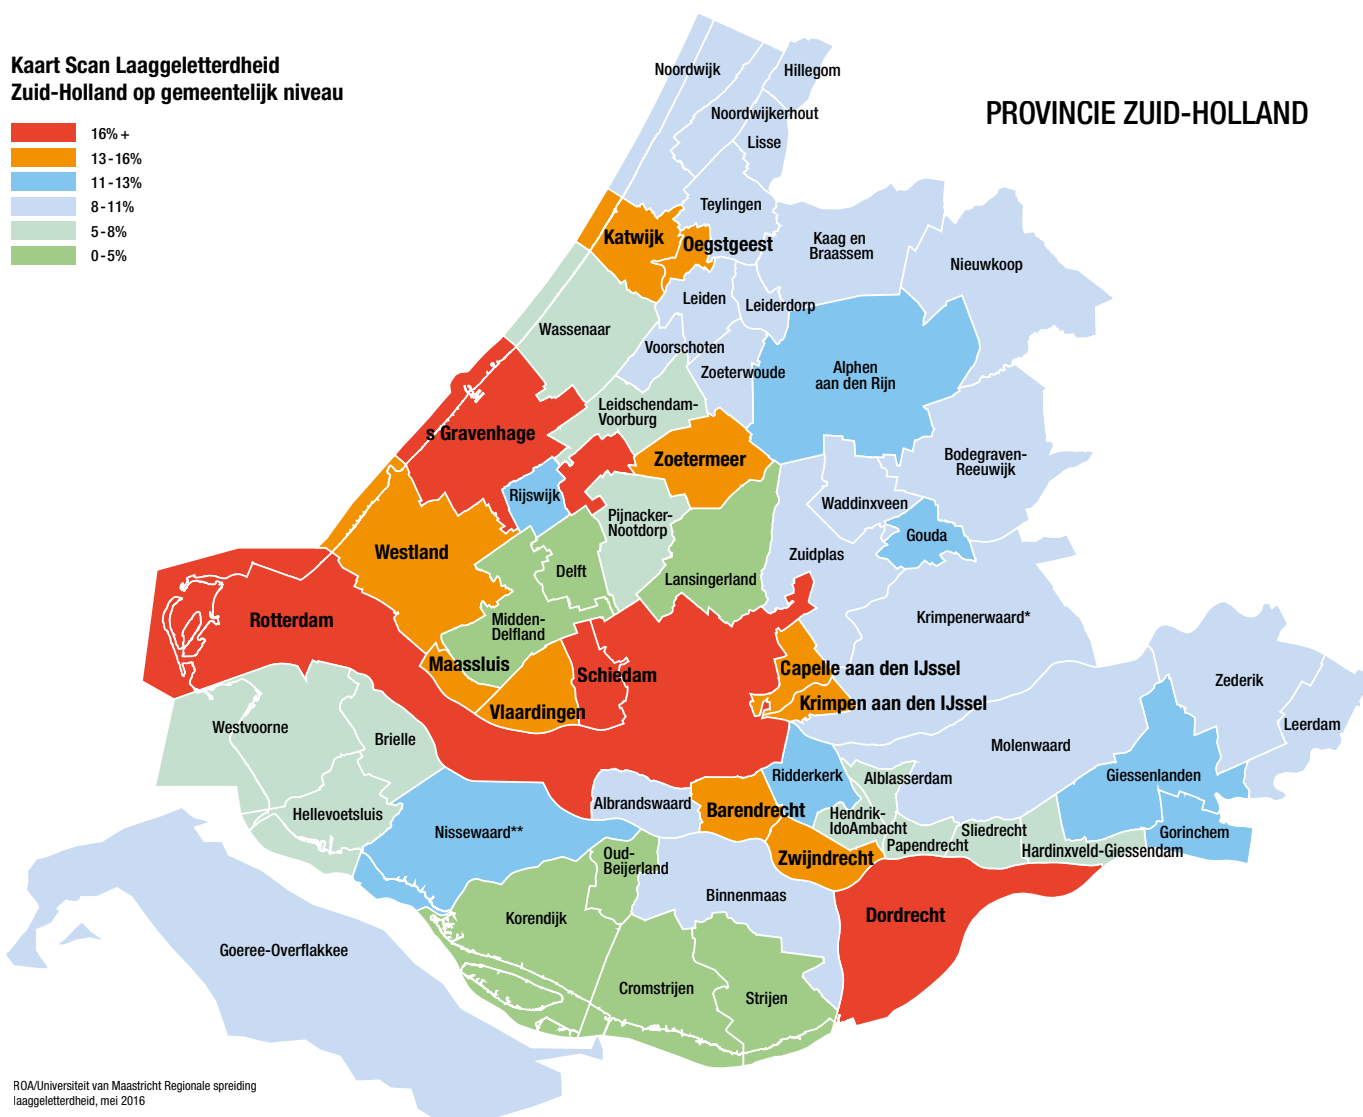 Kaart Scan Laaggeletterdheid
Zuid-Holland op gemeentelijk niveau
16% +
13-16%
11-13%
8-11%
5-8%
0-5%
PROVINCIE ZUID-HOLLAND
Noordwijk
Hillegom
Noordwijkerhout
Lisse
Teylingen
Katwijk
Oegstgeest
Kaag en
Braassem
Nieuwkoop
Leiden
Leiderdorp
Wassenaar
Voorschoten
Zoeterwoude
Alphen
aan den Rijn
Leidschendam-
Voorburg
s Gravenhage
Zoetermeer
Bodegraven-
Reeuwijk
Rijswijk
Waddinxveen
Pijnacker-
Nootdorp
Gouda
Westland
Zuidplas
Delft
Lansingerland
Rotterdam
Midden-
Delfland
Krimpenerwaard*
Maassluis
Schiedam
Capelle aan den IJssel
Zederik
Vlaardingen
Krimpen aan den IJssel
Leerdam
Westvoorne
Brielle
Molenwaard
Ridderkerk
Alblasserdam
Giessenlanden
Albrandswaard
Barendrecht
Hellevoetsluis
Hendrik-
IdoAmbacht
Nissewaard**
Sliedrecht
Gorinchem
Papendrecht
Hardinxveld-Giessendam
Oud-
Beijerland
Zwijndrecht
Binnenmaas
Korendijk
Dordrecht
Goeree-Overflakkee
Cromstrijen
Strijen
ROA/Universiteit van Maastricht Regionale spreiding
laaggeletterdheid, mei 2016